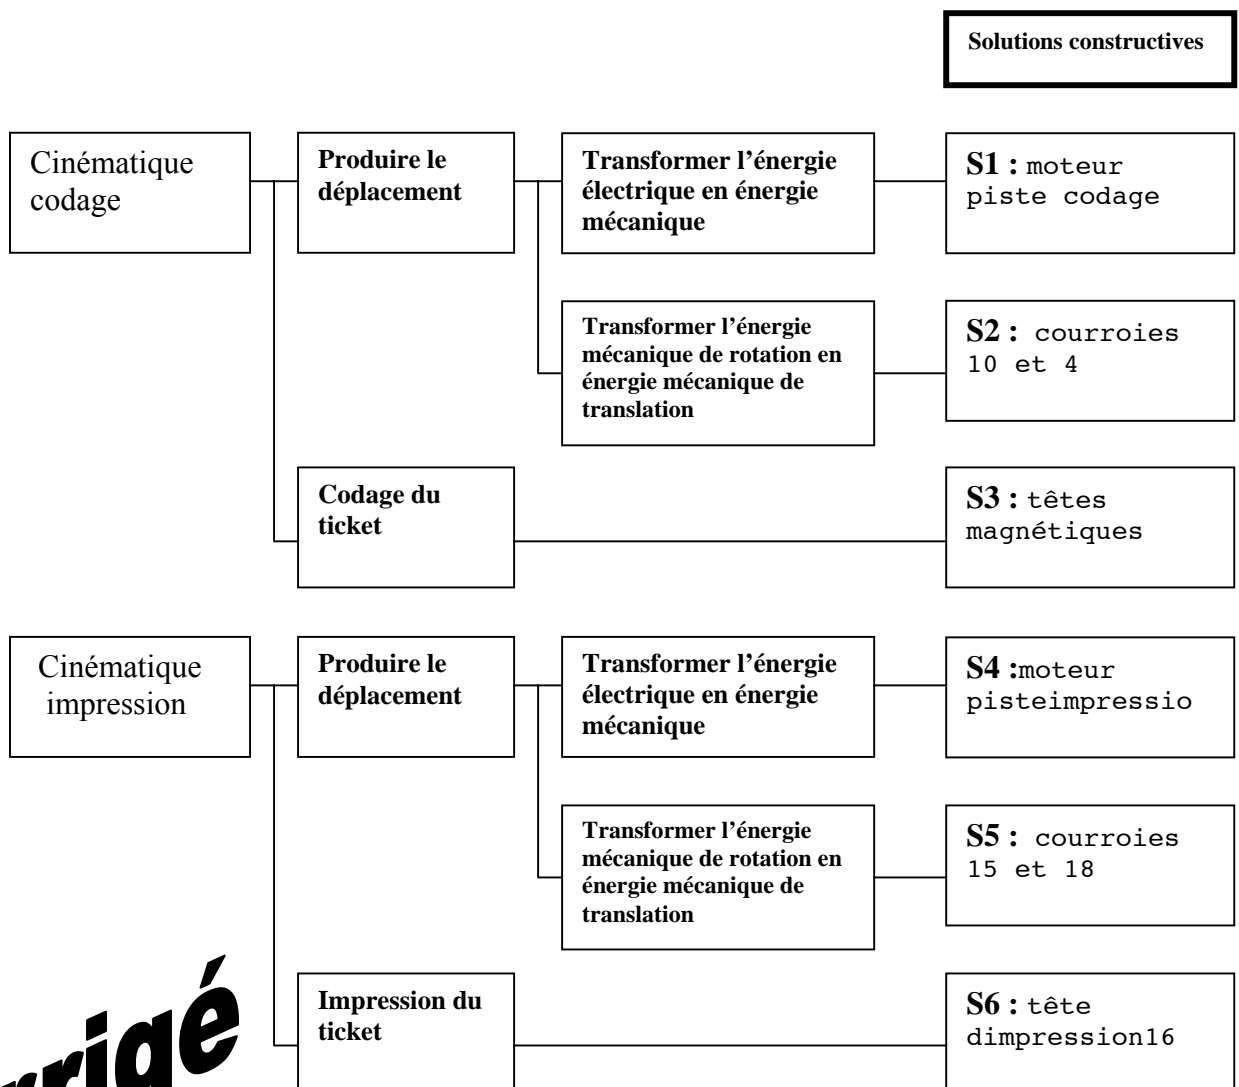 Solutions constructives
Cinématique
codage
Produire le
déplacement
Transformer l’énergie
électrique en énergie
mécanique
S1 : moteur
piste codage
Transformer l’énergie
mécanique de rotation en
énergie mécanique de
translation
S2 : courroies
10 et 4
Codage du
ticket
S3 : têtes
magnétiques
Cinématique
impression
Produire le
déplacement
Transformer l’énergie
électrique en énergie
mécanique
S4 :moteur
pisteimpressio
Transformer l’énergie
mécanique de rotation en
énergie mécanique de
translation
S5 : courroies
15 et 18
Impression du
ticket
S6 : tête
dimpression16